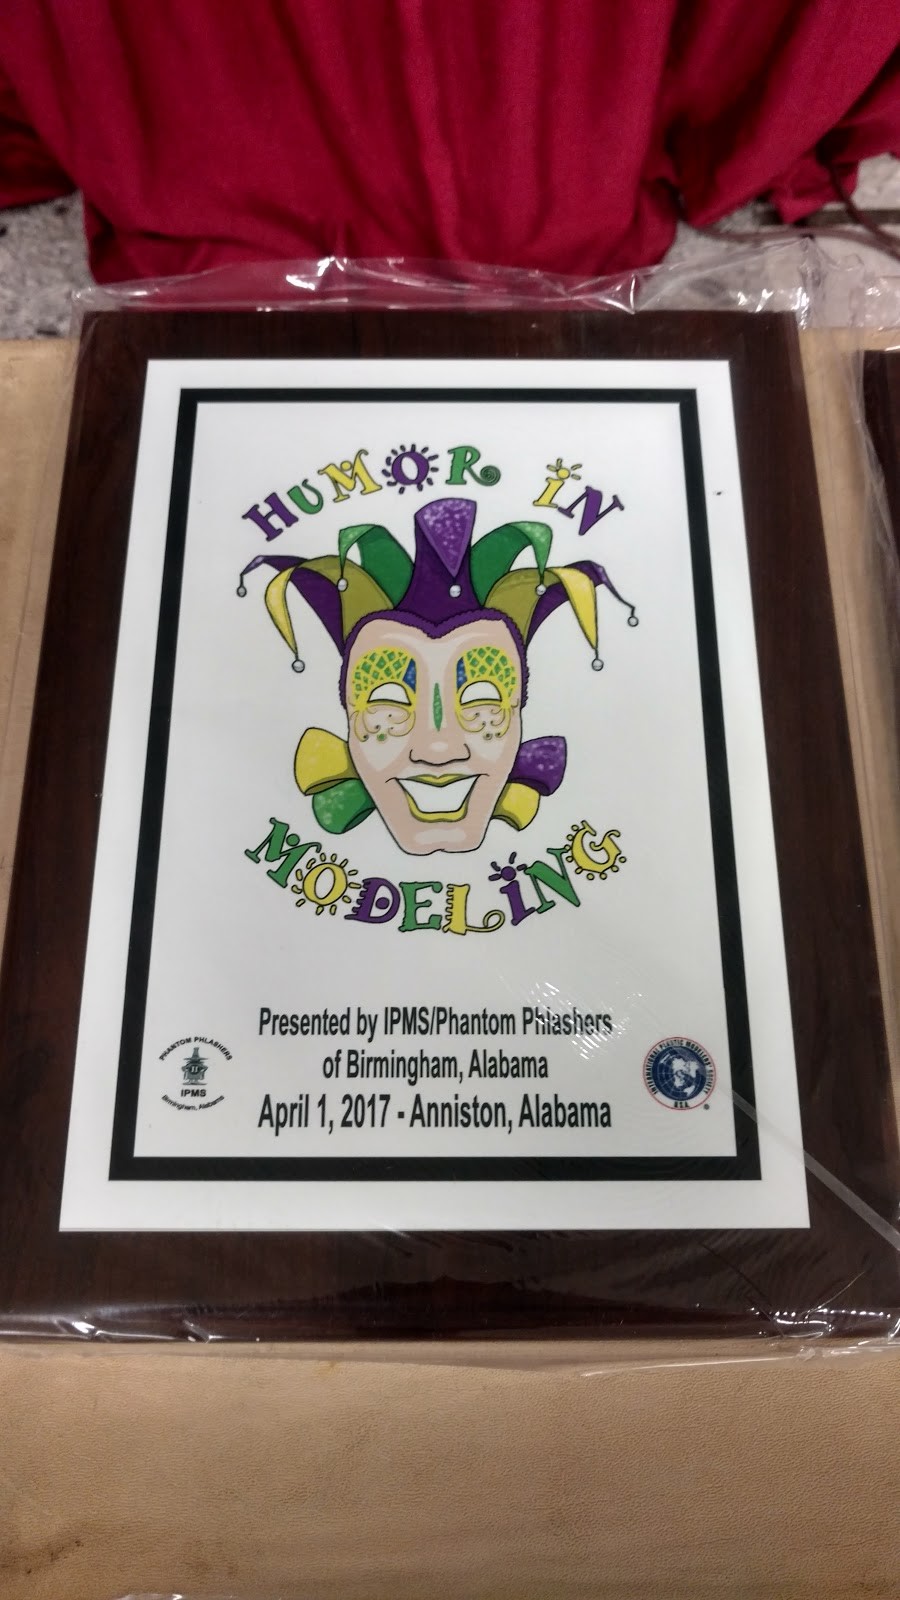 HUMOR IN
MODELING
Presented by IPMS/Phantom Phlashers
of Birmingham, Alabama
April 1, 2017 - Anniston, Alabama
PHANTOM PHLASHERS
IPMS
Birmingham, Alabama
INTERNATIONAL PLASTIC MODELERS SOCIETY
U.S.A.
®